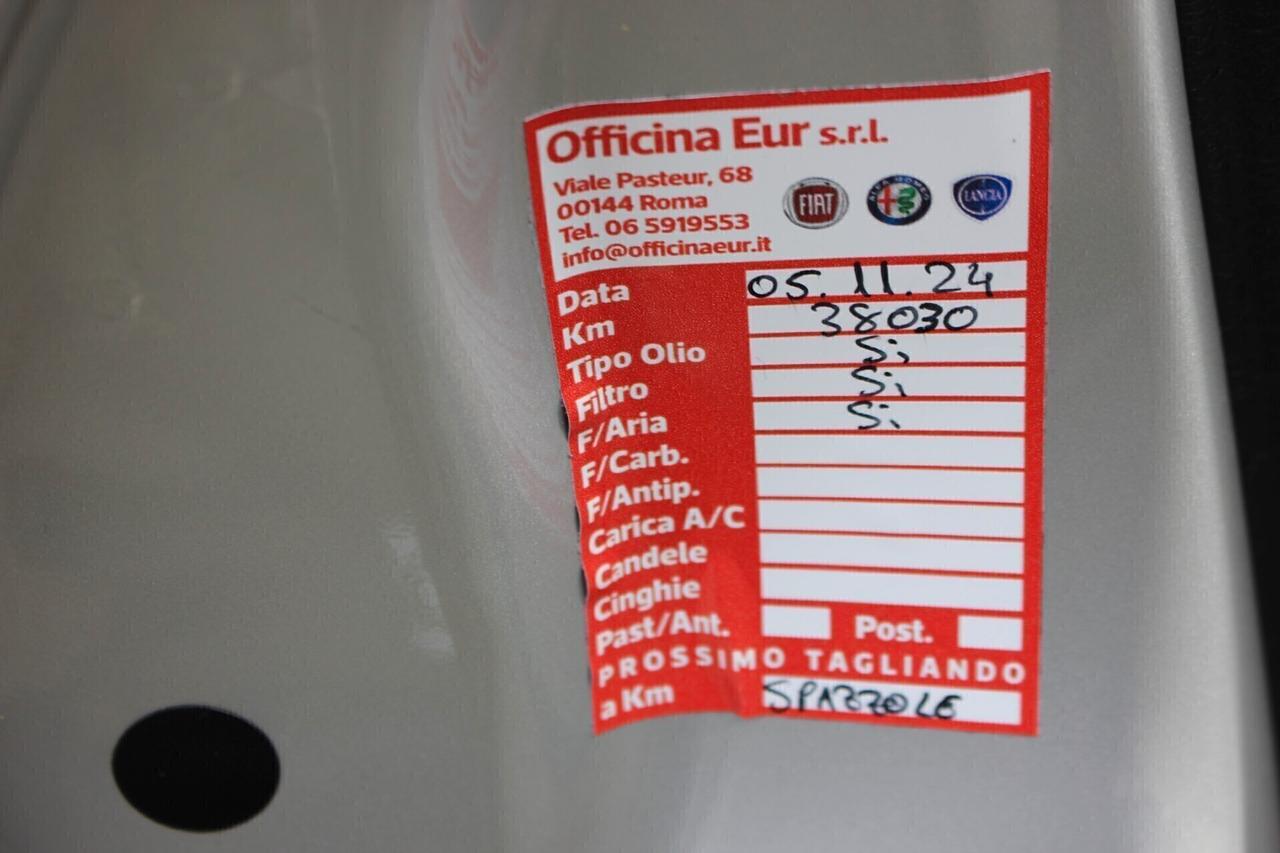 Officina Eur s.r.l.
Viale Pasteur, 68
00144 Roma
Tel. 06 5919553
info@officinaeur.it
FIAT
ALFA ROMEO
LANCIA
Data 05.11.24
Km 38030
Tipo Olio Si
Filtro Si
F/Aria Si
F/Carb.
F/Antip.
Carica A/C
Candele
Cinghie
Past/Ant. Post.
PROSSIMO TAGLIANDO
a Km SPAZZOLE